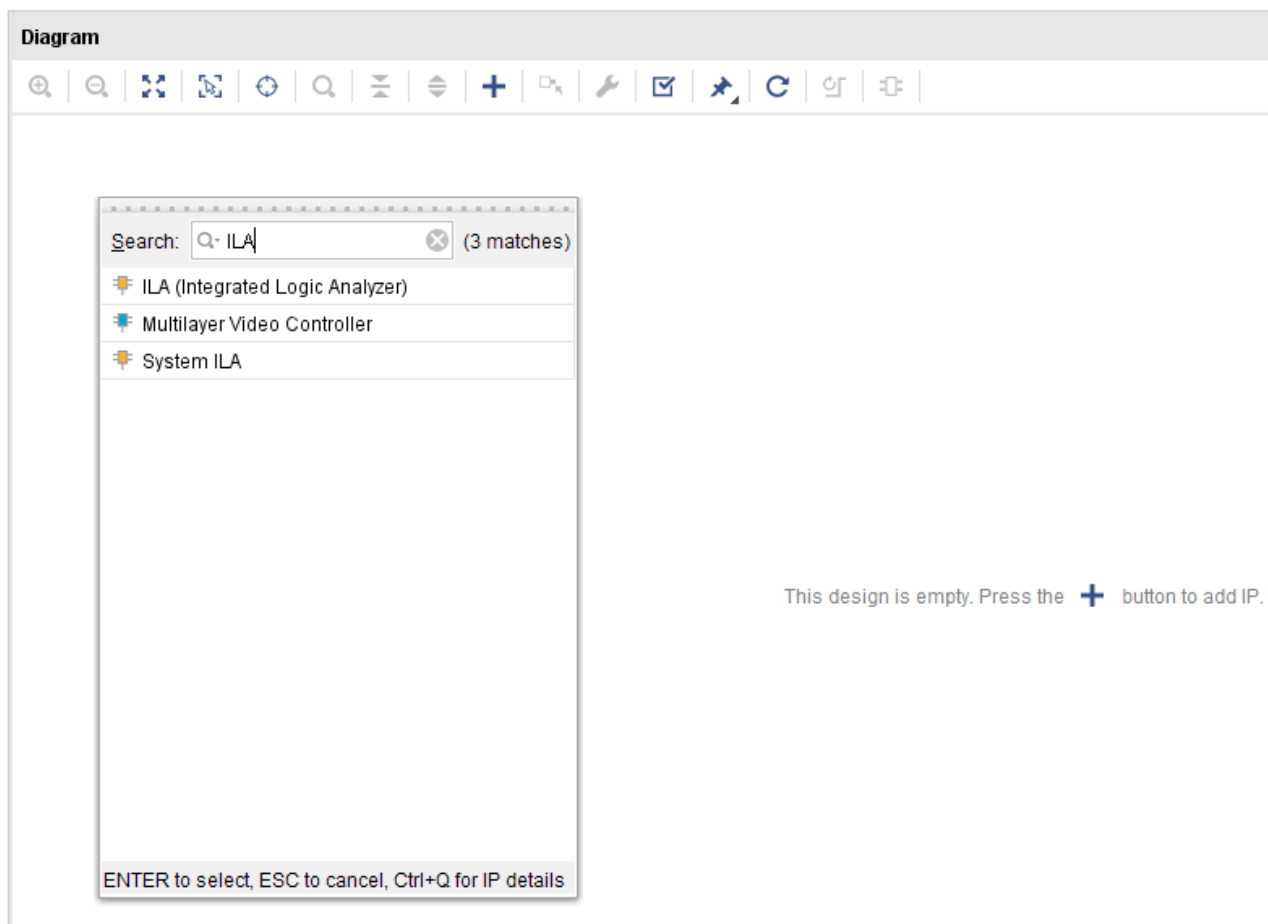 Diagram
Search: ILA (3 matches)
ILA (Integrated Logic Analyzer)
Multilayer Video Controller
System ILA
This design is empty. Press the button to add IP.
ENTER to select, ESC to cancel, Ctrl+Q for IP details